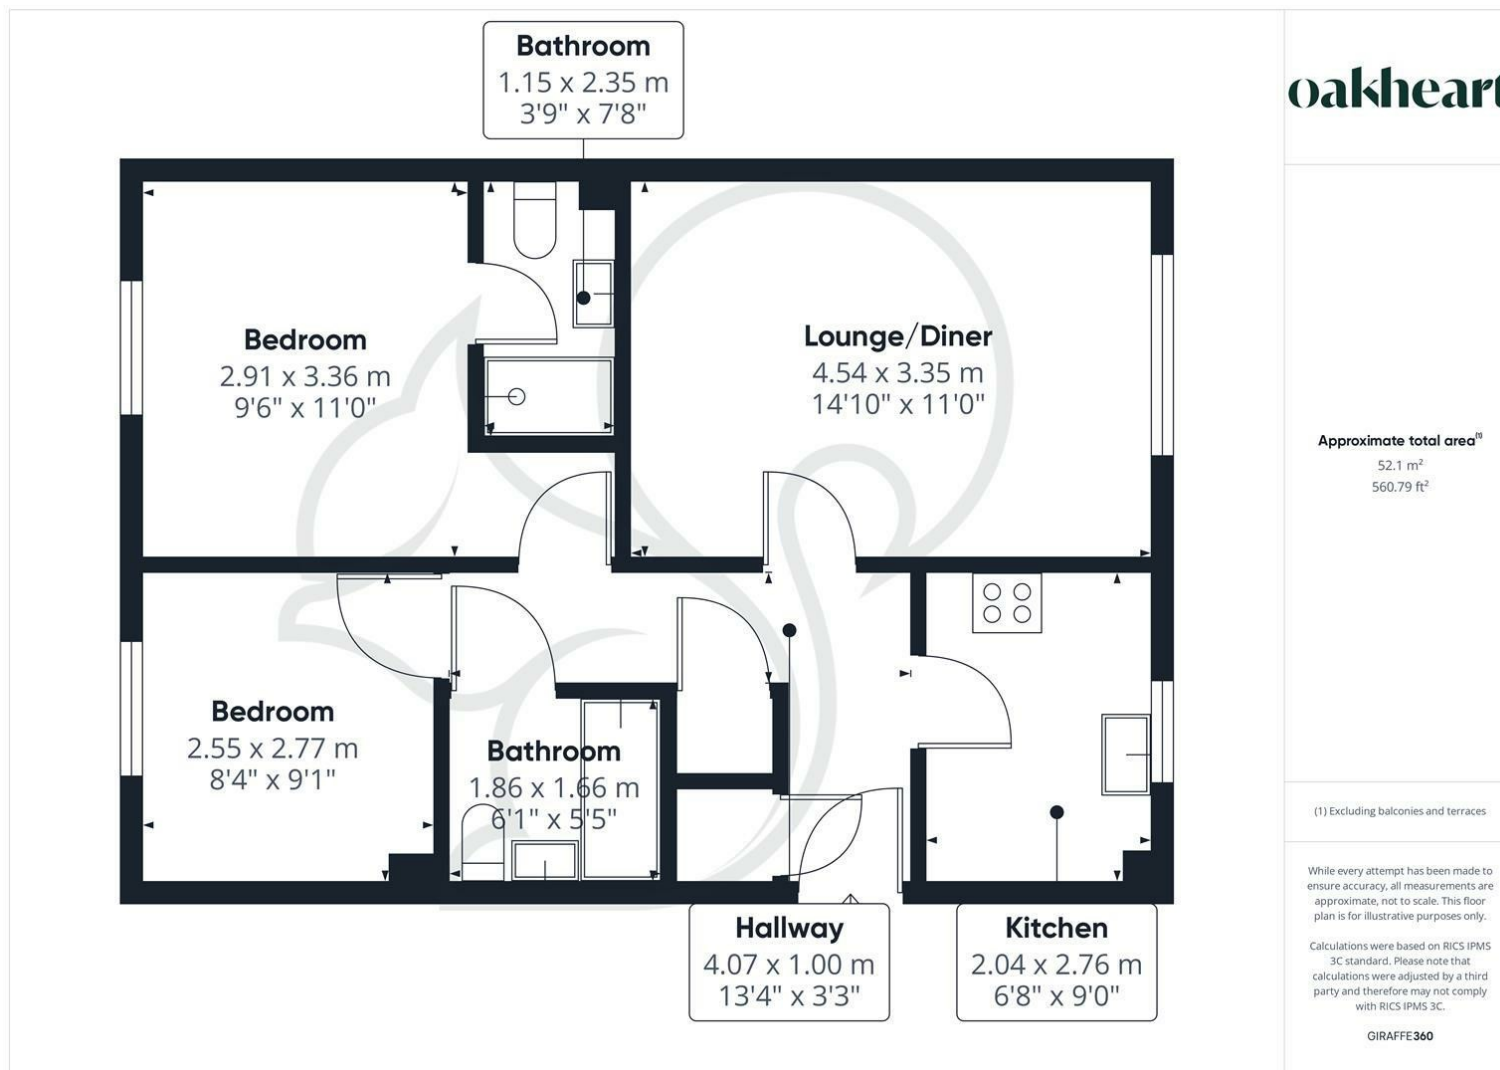 Bathroom
1.15 x 2.35 m
3'9" x 7'8"
Bedroom
2.91 x 3.36 m
9'6" x 11'0"
Lounge/Diner
4.54 x 3.35 m
14'10" x 11'0"
Bedroom
2.55 x 2.77 m
8'4" x 9'1"
Bathroom
1.86 x 1.66 m
6'1" x 5'5"
Hallway
4.07 x 1.00 m
13'4" x 3'3"
Kitchen
2.04 x 2.76 m
6'8" x 9'0"
oakheart
Approximate total area(1)
52.1 m²
560.79 ft²
(1) Excluding balconies and terraces
While every attempt has been made to
ensure accuracy, all measurements are
approximate, not to scale. This floor
plan is for illustrative purposes only.
Calculations were based on RICS IPMS
3C standard. Please note that
calculations were adjusted by a third
party and therefore may not comply
with RICS IPMS 3C.
GIRAFFE360